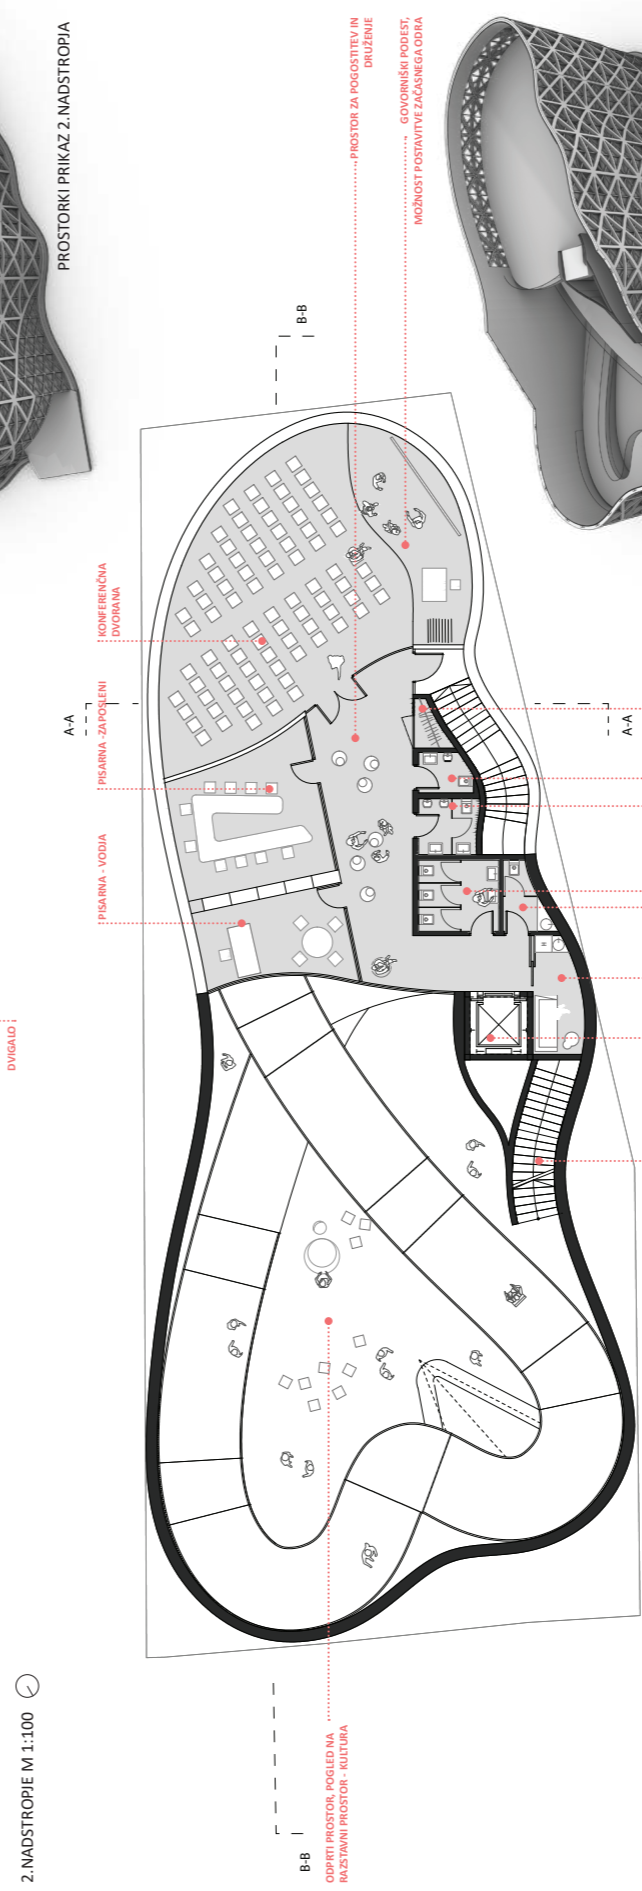 2.NADSTROPJE M 1:100
PROSTORKI PRIKAZ 2.NADSTROPJA
DVIGALO
A-A
B-B
PISARNA - VODJA
PISARNA -ZAPOSLENI
KONFERENČNA
DVORANA
PROSTOR ZA POGOSTITEV IN
DRUŽENJE
GOVORNIŠKI PODEST,
MOŽNOST POSTAVITVE ZAČASNEGA ODRA
ODPRTI PROSTOR, POGLED NA
RAZSTAVNI PROSTOR - KULTURA
B-B
A-A